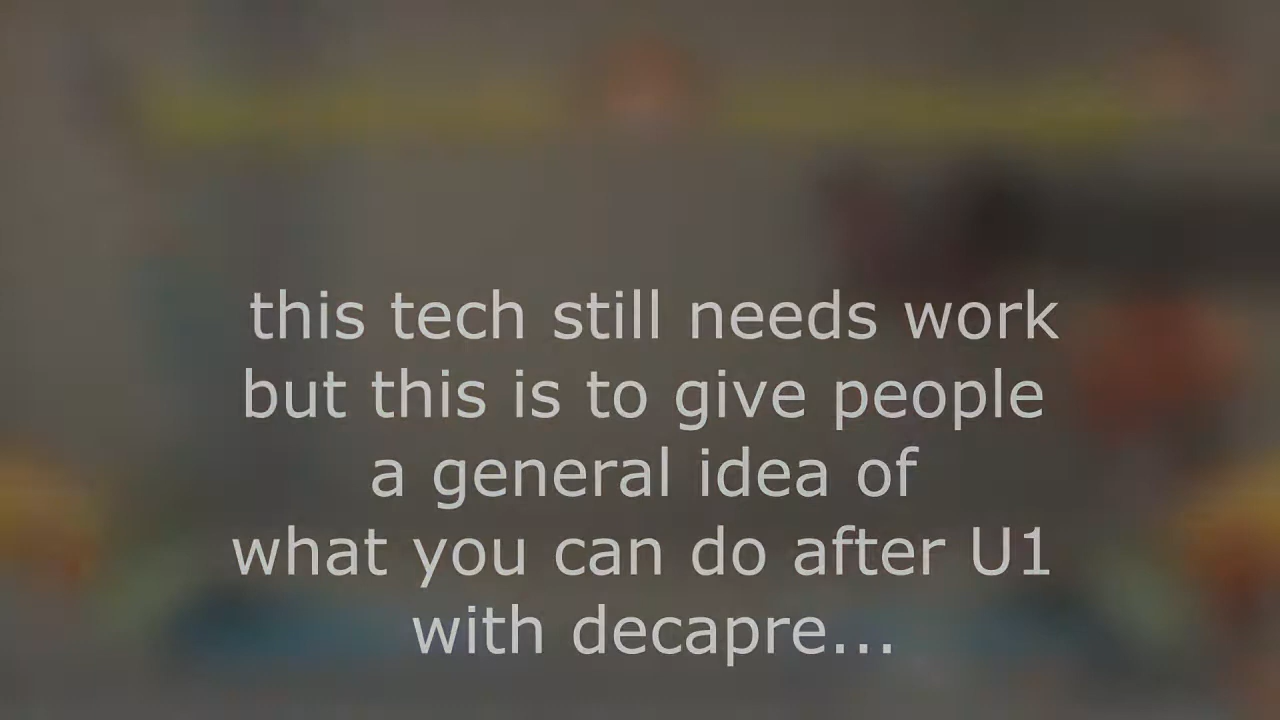 this tech still needs work
but this is to give people
a general idea of
what you can do after U1
with decapre...